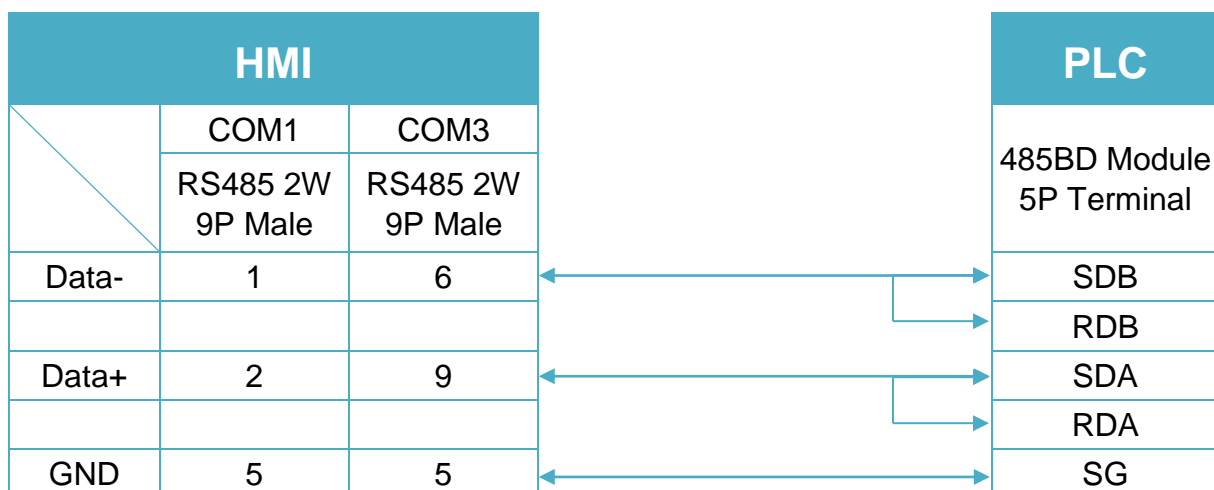 HMI PLC
COM1 COM3
485BD Module
5P Terminal
RS485 2W RS485 2W
9P Male 9P Male
Data- 1 6 SDB
RDB
Data+ 2 9 SDA
RDA
GND 5 5 SG